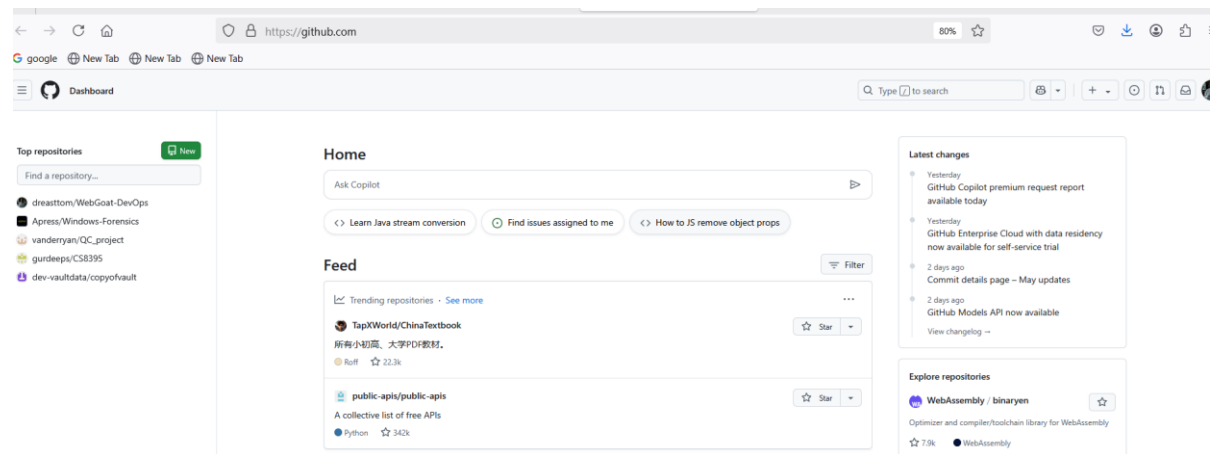 https://github.com
80%
google New Tab New Tab New Tab
Dashboard
Type / to search
Top repositories
New
Find a repository...
dreasttom/WebGoat-DevOps
Apress/Windows-Forensics
vanderryan/QC_project
gurdeeps/CS8395
dev-vaultdata/copyofvault
Home
Ask Copilot
Learn Java stream conversion
Find issues assigned to me
How to JS remove object props
Feed
Filter
Trending repositories · See more
TapXWorld/ChinaTextbook
Star
所有小初高、大学PDF教材。
Roff 22.3k
public-apis/public-apis
Star
A collective list of free APIs
Python 342k
Latest changes
Yesterday
GitHub Copilot premium request report
available today
Yesterday
GitHub Enterprise Cloud with data residency
now available for self-service trial
2 days ago
Commit details page – May updates
2 days ago
GitHub Models API now available
View changelog →
Explore repositories
WebAssembly / binaryen
Optimizer and compiler/toolchain library for WebAssembly
7.9k WebAssembly